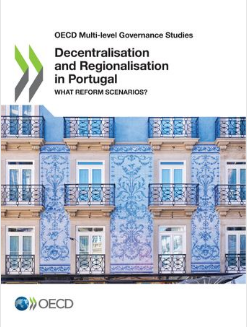 OECD Multi-level Governance Studies
Decentralisation
and Regionalisation
in Portugal
WHAT REFORM SCENARIOS?
OECD